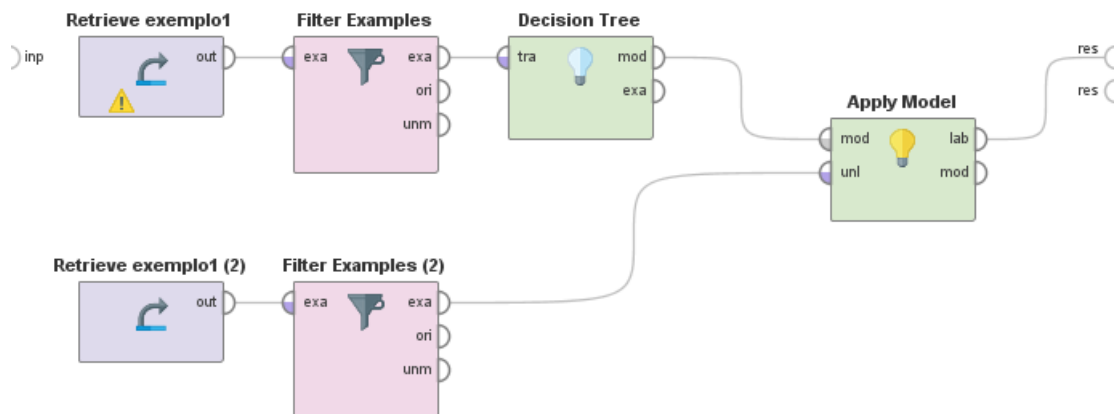 Retrieve exemplo1
Filter Examples
Decision Tree
inp
out
exa
exa
tra
mod
res
ori
exa
res
unm
Apply Model
mod
lab
unl
mod
Retrieve exemplo1 (2)
Filter Examples (2)
out
exa
exa
ori
unm